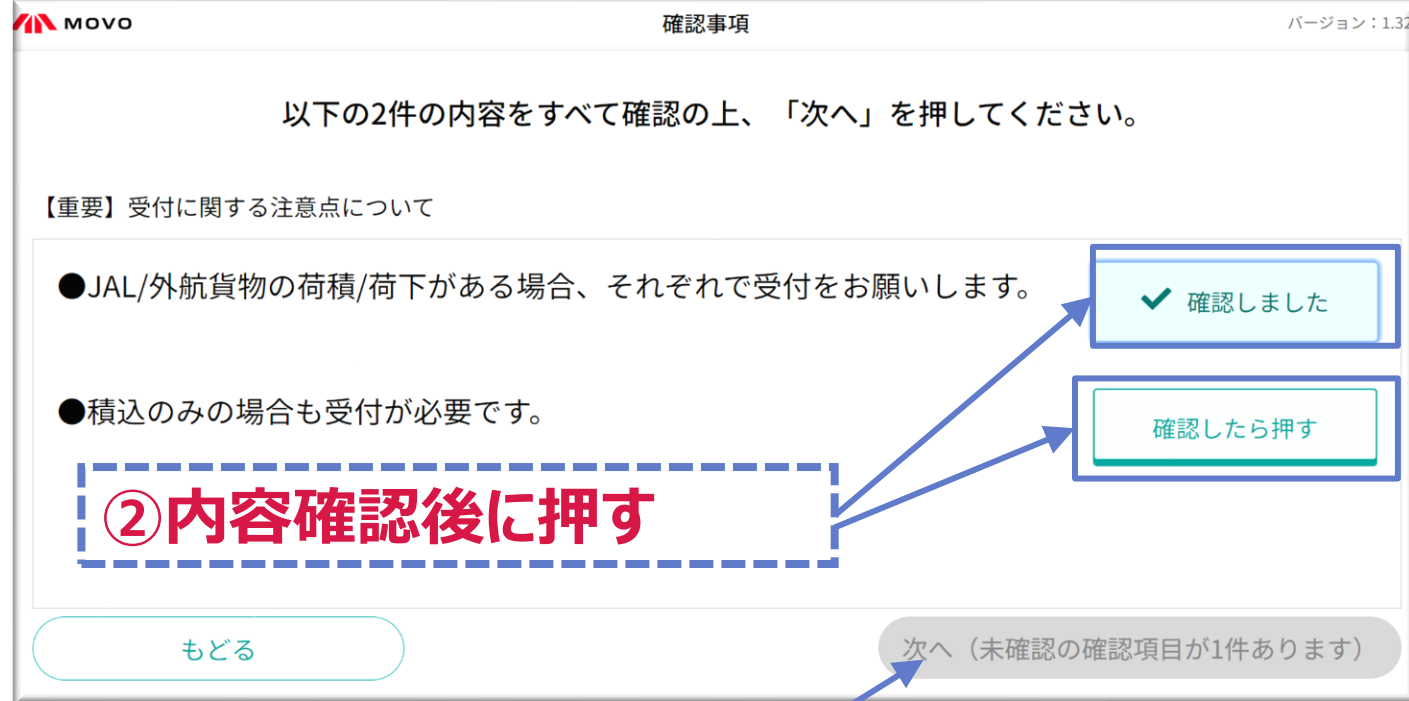 MOVO
確認事項
バージョン：1.32
以下の2件の内容をすべて確認の上、「次へ」を押してください。
【重要】受付に関する注意点について
●JAL/外航貨物の荷積/荷下がある場合、それぞれで受付をお願いします。
確認しました
●積込のみの場合も受付が必要です。
確認したら押す
②内容確認後に押す
もどる
次へ（未確認の確認項目が1件あります）